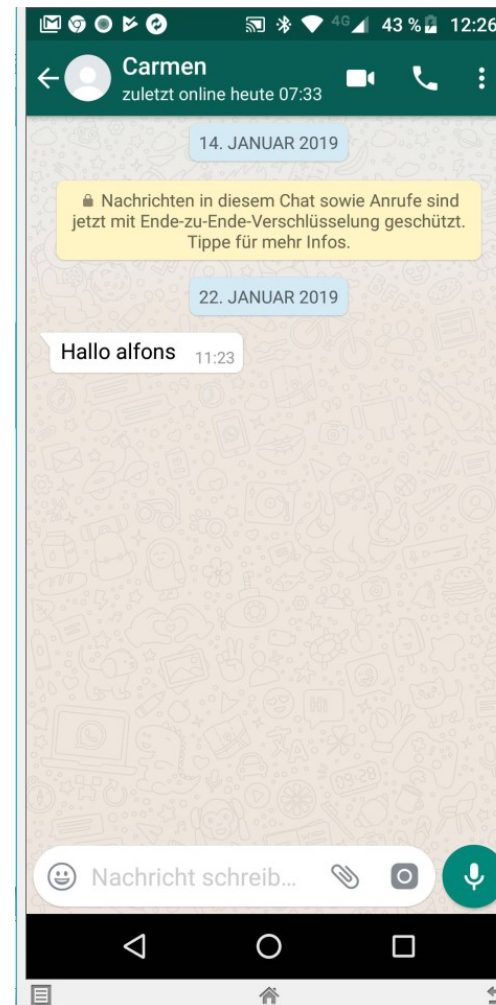 4G 43 % 12:26
Carmen
zuletzt online heute 07:33
14. JANUAR 2019
Nachrichten in diesem Chat sowie Anrufe sind
jetzt mit Ende-zu-Ende-Verschlüsselung geschützt.
Tippe für mehr Infos.
22. JANUAR 2019
Hallo alfons 11:23
Nachricht schreib...